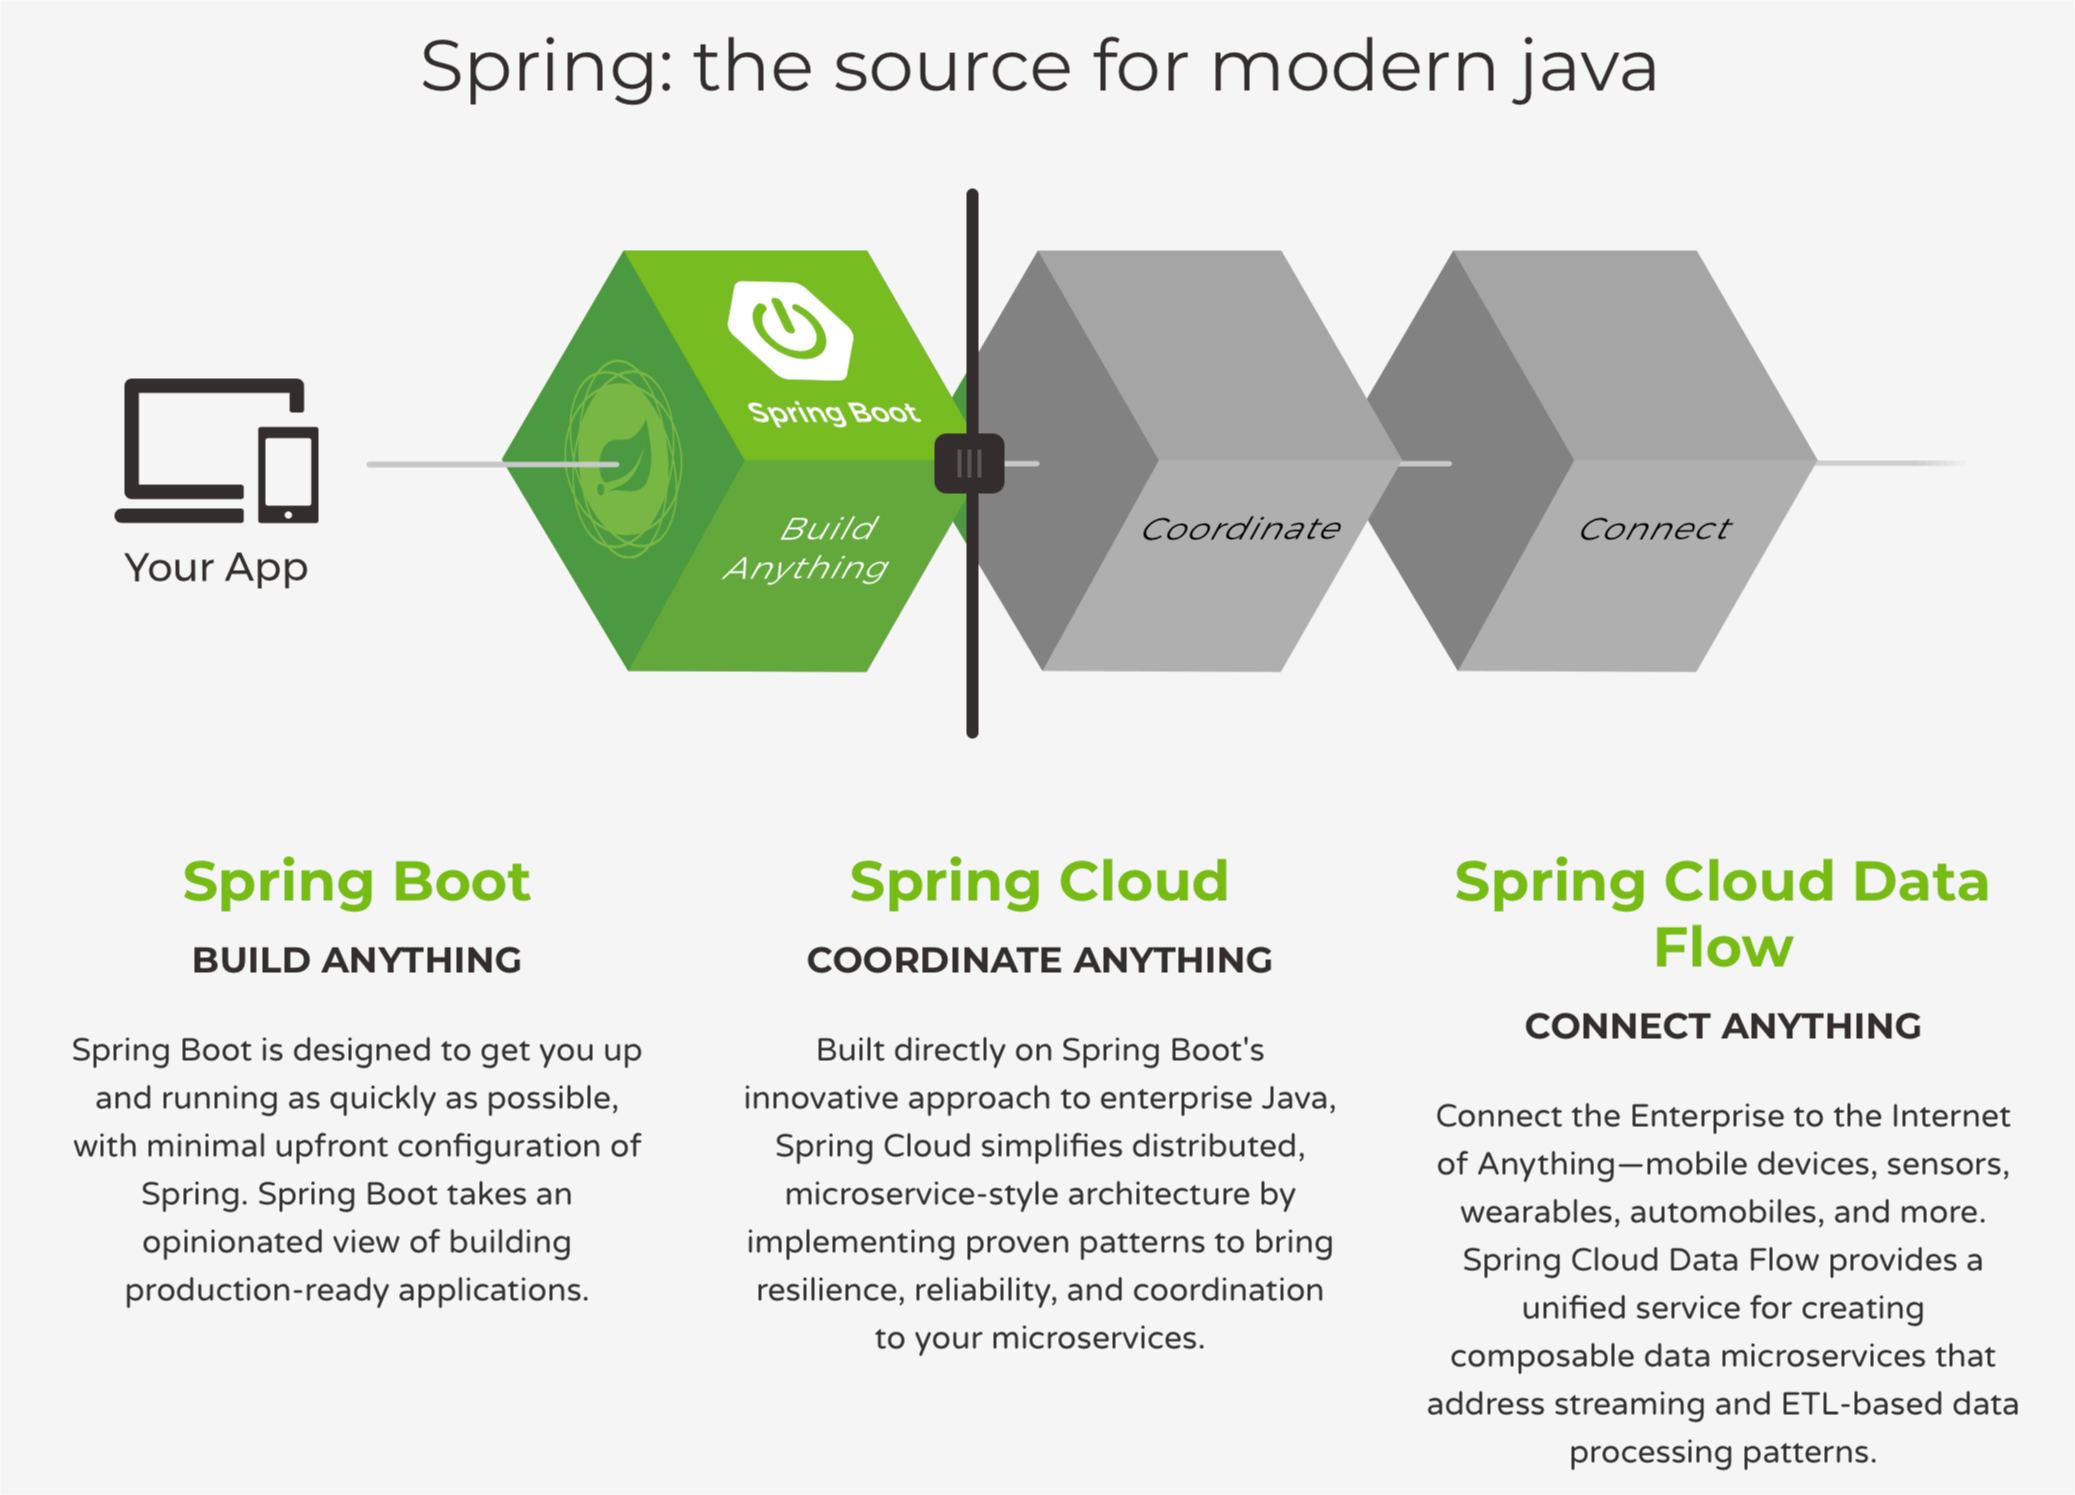 Spring: the source for modern java
Spring Boot
Build
Anything
Coordinate
Connect
Your App
Spring Boot
BUILD ANYTHING
Spring Boot is designed to get you up
and running as quickly as possible,
with minimal upfront configuration of
Spring. Spring Boot takes an
opinionated view of building
production-ready applications.
Spring Cloud
COORDINATE ANYTHING
Built directly on Spring Boot's
innovative approach to enterprise Java,
Spring Cloud simplifies distributed,
microservice-style architecture by
implementing proven patterns to bring
resilience, reliability, and coordination
to your microservices.
Spring Cloud Data
Flow
CONNECT ANYTHING
Connect the Enterprise to the Internet
of Anything—mobile devices, sensors,
wearables, automobiles, and more.
Spring Cloud Data Flow provides a
unified service for creating
composable data microservices that
address streaming and ETL-based data
processing patterns.